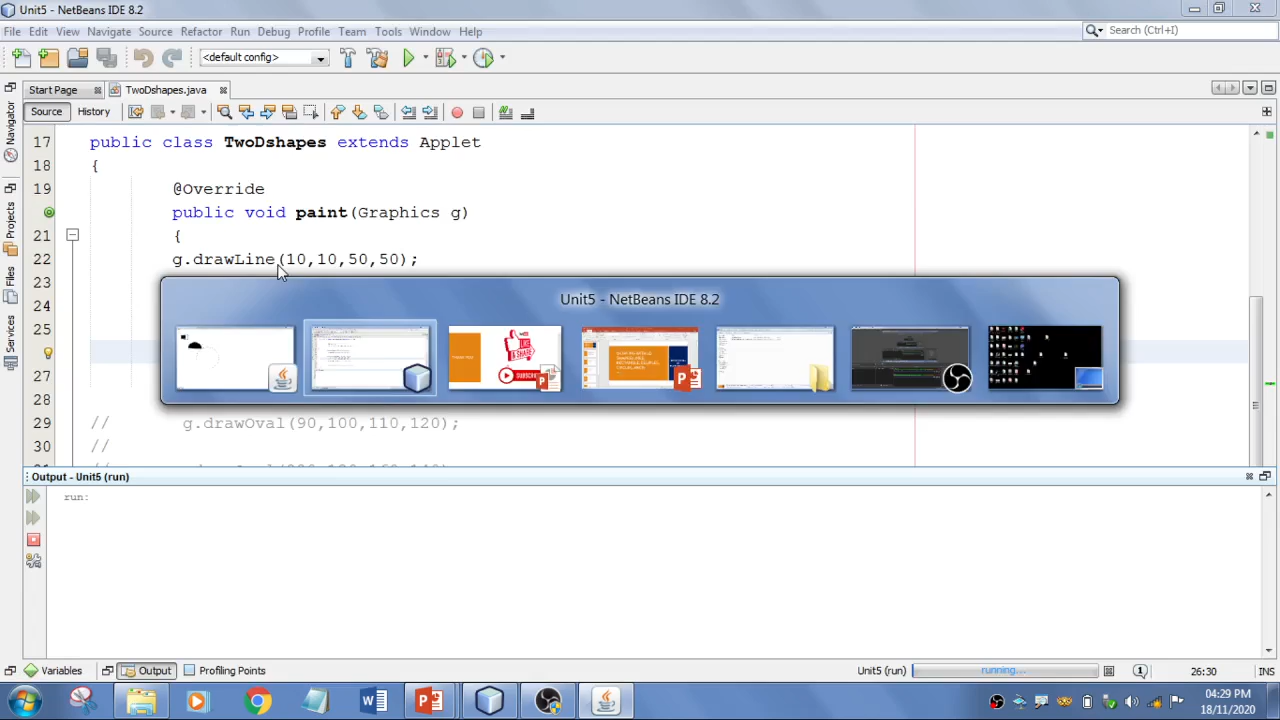 Unit5 - NetBeans IDE 8.2
File Edit View Navigate Source Refactor Run Debug Profile Team Tools Window Help
Search (Ctrl+I)
<default config>
Start Page
TwoDshapes.java
Source History
Navigator
Projects
Files
Services
17 public class TwoDshapes extends Applet
18 {
19 @Override
public void paint(Graphics g)
21 {
22 g.drawLine(10,10,50,50);
23
24
25
27
28
29 // g.drawOval(90,100,110,120);
30 //
Unit5 - NetBeans IDE 8.2
Output - Unit5 (run)
run:
Variables Output Profiling Points
Unit5 (run) running... 26:30 INS
04:29 PM
18/11/2020